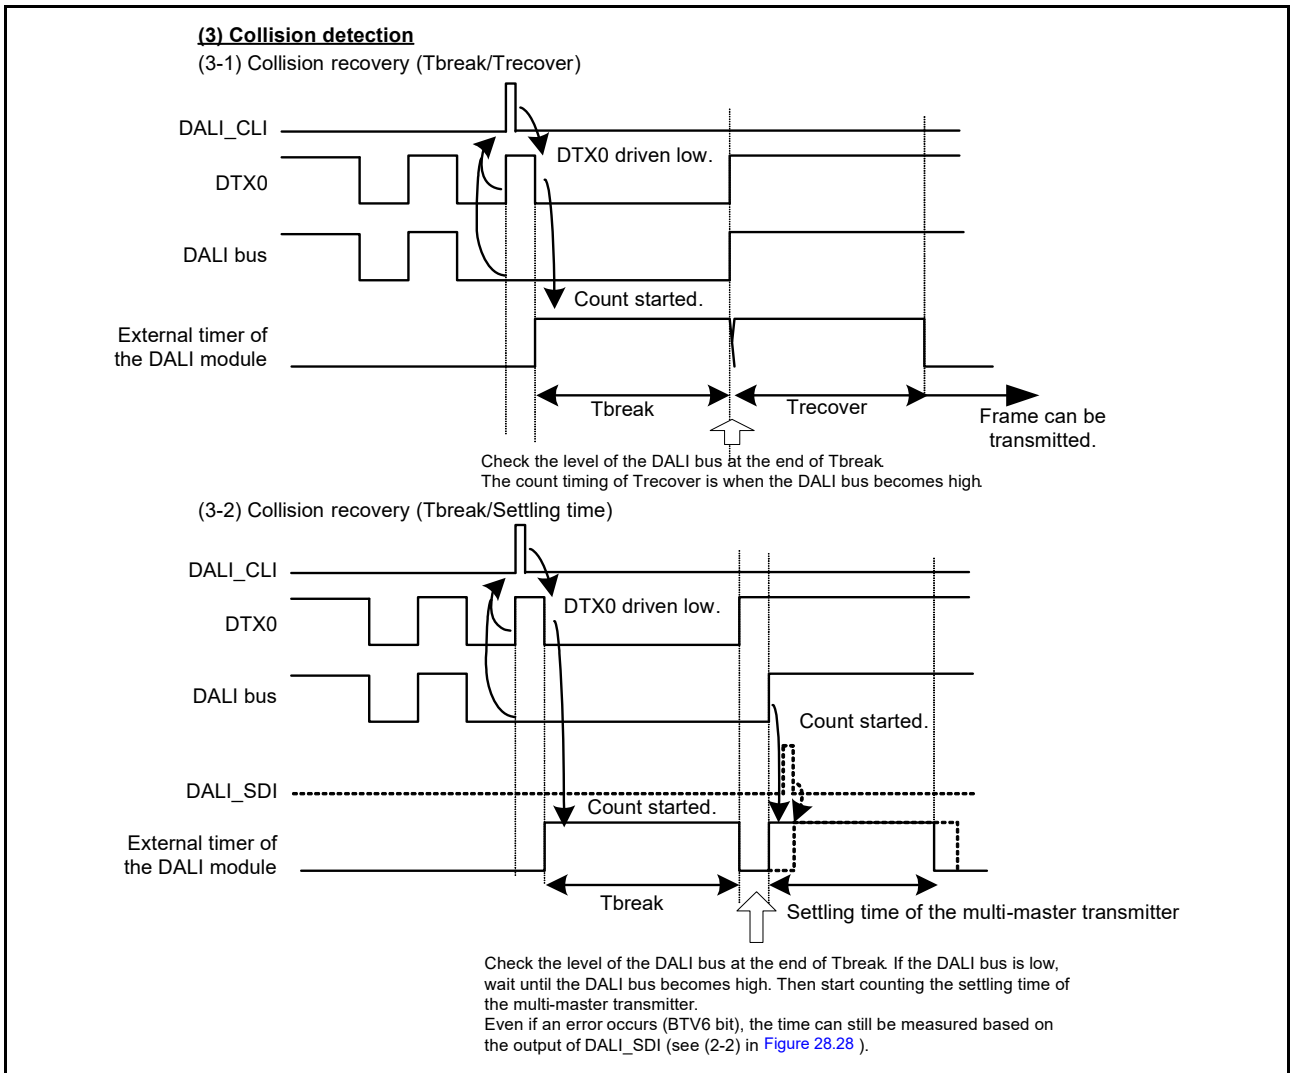 (3) Collision detection
(3-1) Collision recovery (Tbreak/Trecover)
DALI_CLI
DTX0 driven low.
DTX0
DALI bus
Count started.
External timer of
the DALI module
Tbreak
Trecover
Frame can be
transmitted.
Check the level of the DALI bus at the end of Tbreak.
The count timing of Trecover is when the DALI bus becomes high.
(3-2) Collision recovery (Tbreak/Settling time)
DALI_CLI
DTX0 driven low.
DTX0
DALI bus
Count started.
DALI_SDI
Count started.
External timer of
the DALI module
Tbreak
Settling time of the multi-master transmitter
Check the level of the DALI bus at the end of Tbreak. If the DALI bus is low,
wait until the DALI bus becomes high. Then start counting the settling time of
the multi-master transmitter.
Even if an error occurs (BTV6 bit), the time can still be measured based on
the output of DALI_SDI (see (2-2) in Figure 28.28 ).